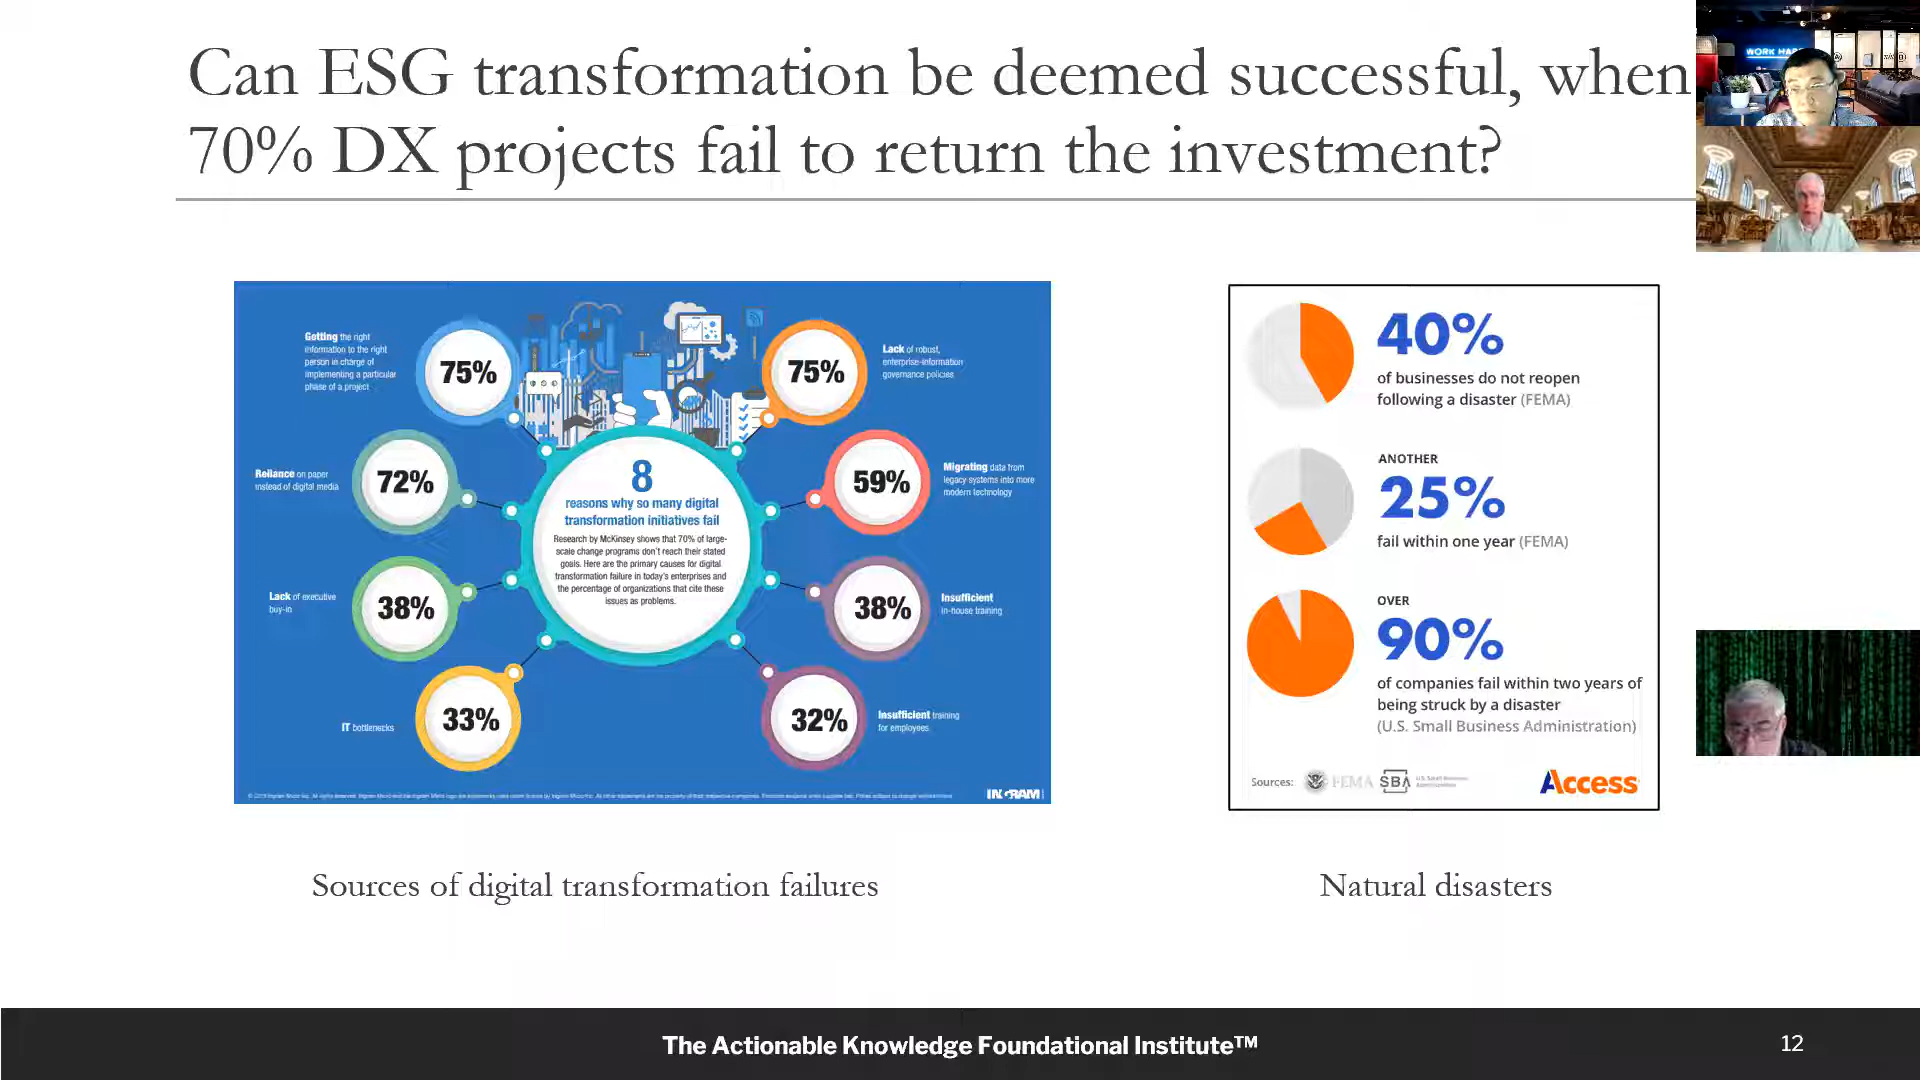 Can ESG transformation be deemed successful, when
70% DX projects fail to return the investment?
WORK HA
Getting the right
information to the right
person in charge of
implementing a particular
phase of a project
75%
Reliance on paper
instead of digital media
72%
Lack of executive
buy-in
38%
IT bottlenecks
33%
8
reasons why so many digital
transformation initiatives fail
Research by McKinsey shows that 70% of large-
scale change programs don't reach their stated
goals. Here are the primary causes for digital
transformation failure in today's enterprises and
the percentage of organizations that cite these
issues as problems.
75%
Lack of robust,
enterprise-information
governance policies
59%
Migrating data from
legacy systems into more
modern technology
38%
Insufficient
in-house training
32%
Insufficient training
for employees
INGRAM
40%
of businesses do not reopen
following a disaster (FEMA)
ANOTHER
25%
fail within one year (FEMA)
OVER
90%
of companies fail within two years of
being struck by a disaster
(U.S. Small Business Administration)
Sources: FEMA SBA U.S. Small Business
Administration
Access
Sources of digital transformation failures
Natural disasters
The Actionable Knowledge Foundational Institute™
12